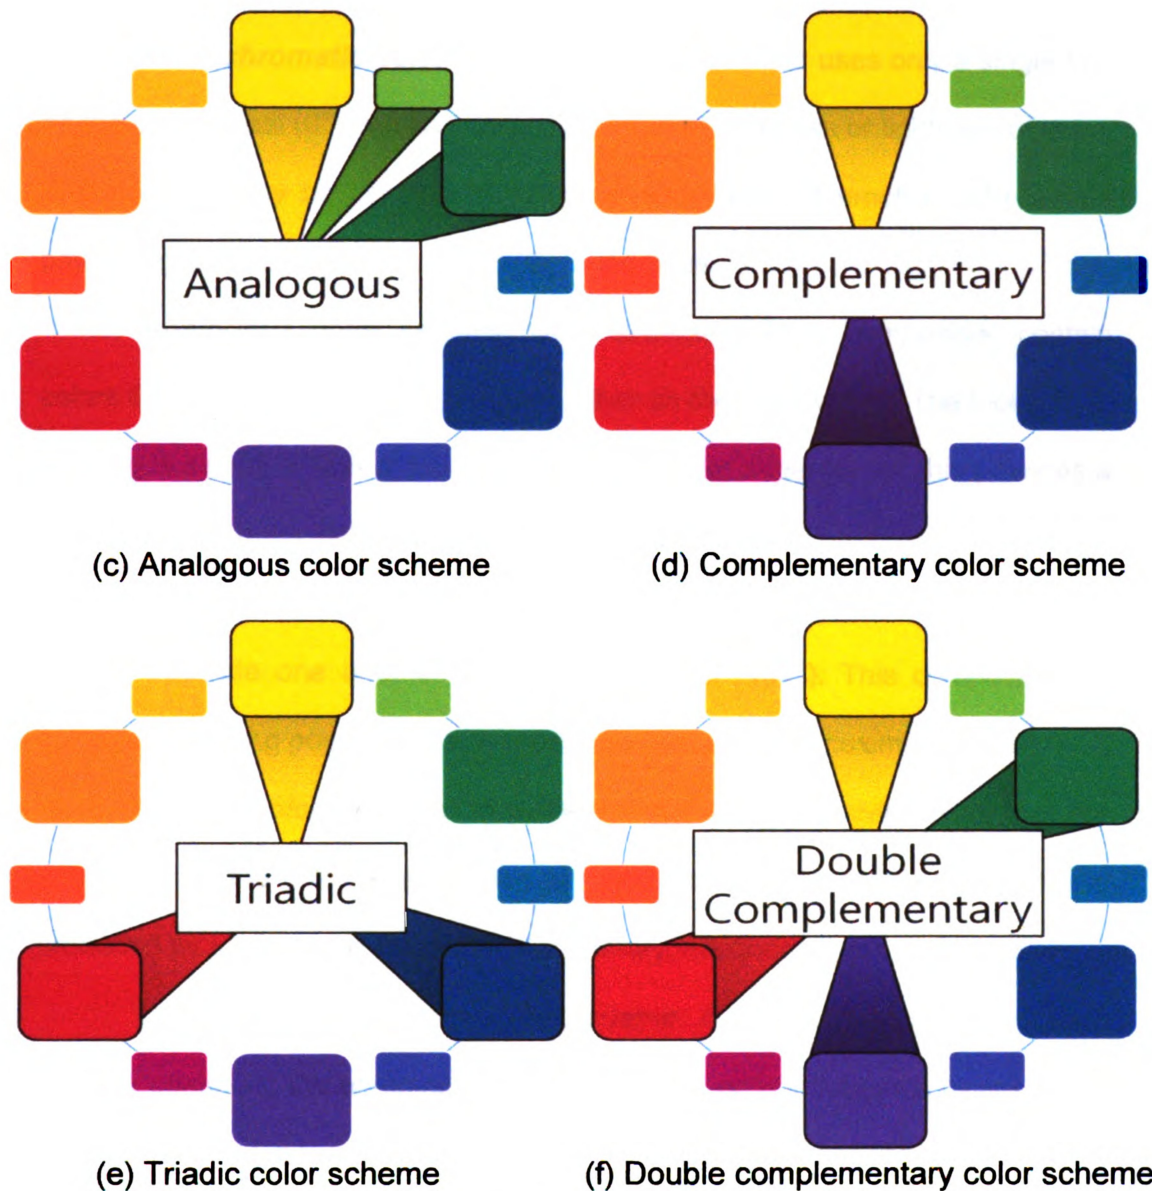 Analogous
Complementary
(c) Analogous color scheme
(d) Complementary color scheme
Triadic
Double
Complementary
(e) Triadic color scheme
(f) Double complementary color scheme